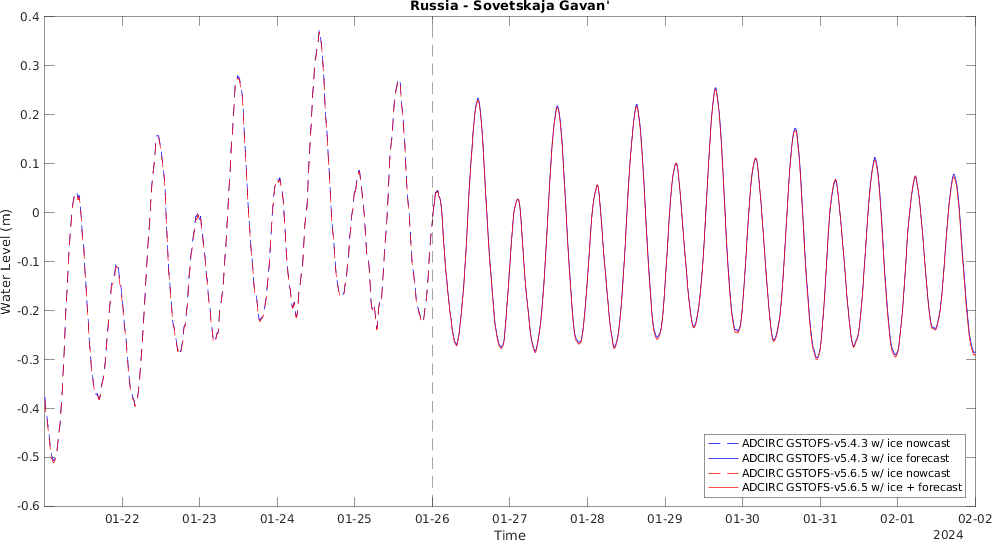 Russia - Sovetskaja Gavan'
0.4
0.3
0.2
0.1
0
-0.1
-0.2
-0.3
-0.4
-0.5
-0.6
Water Level (m)
ADCIRC GSTOFS-v5.4.3 w/ ice nowcast
ADCIRC GSTOFS-v5.4.3 w/ ice forecast
ADCIRC GSTOFS-v5.6.5 w/ ice nowcast
ADCIRC GSTOFS-v5.6.5 w/ ice + forecast
01-22 01-23 01-24 01-25 01-26 01-27 01-28 01-29 01-30 01-31 02-01 02-02
Time
2024